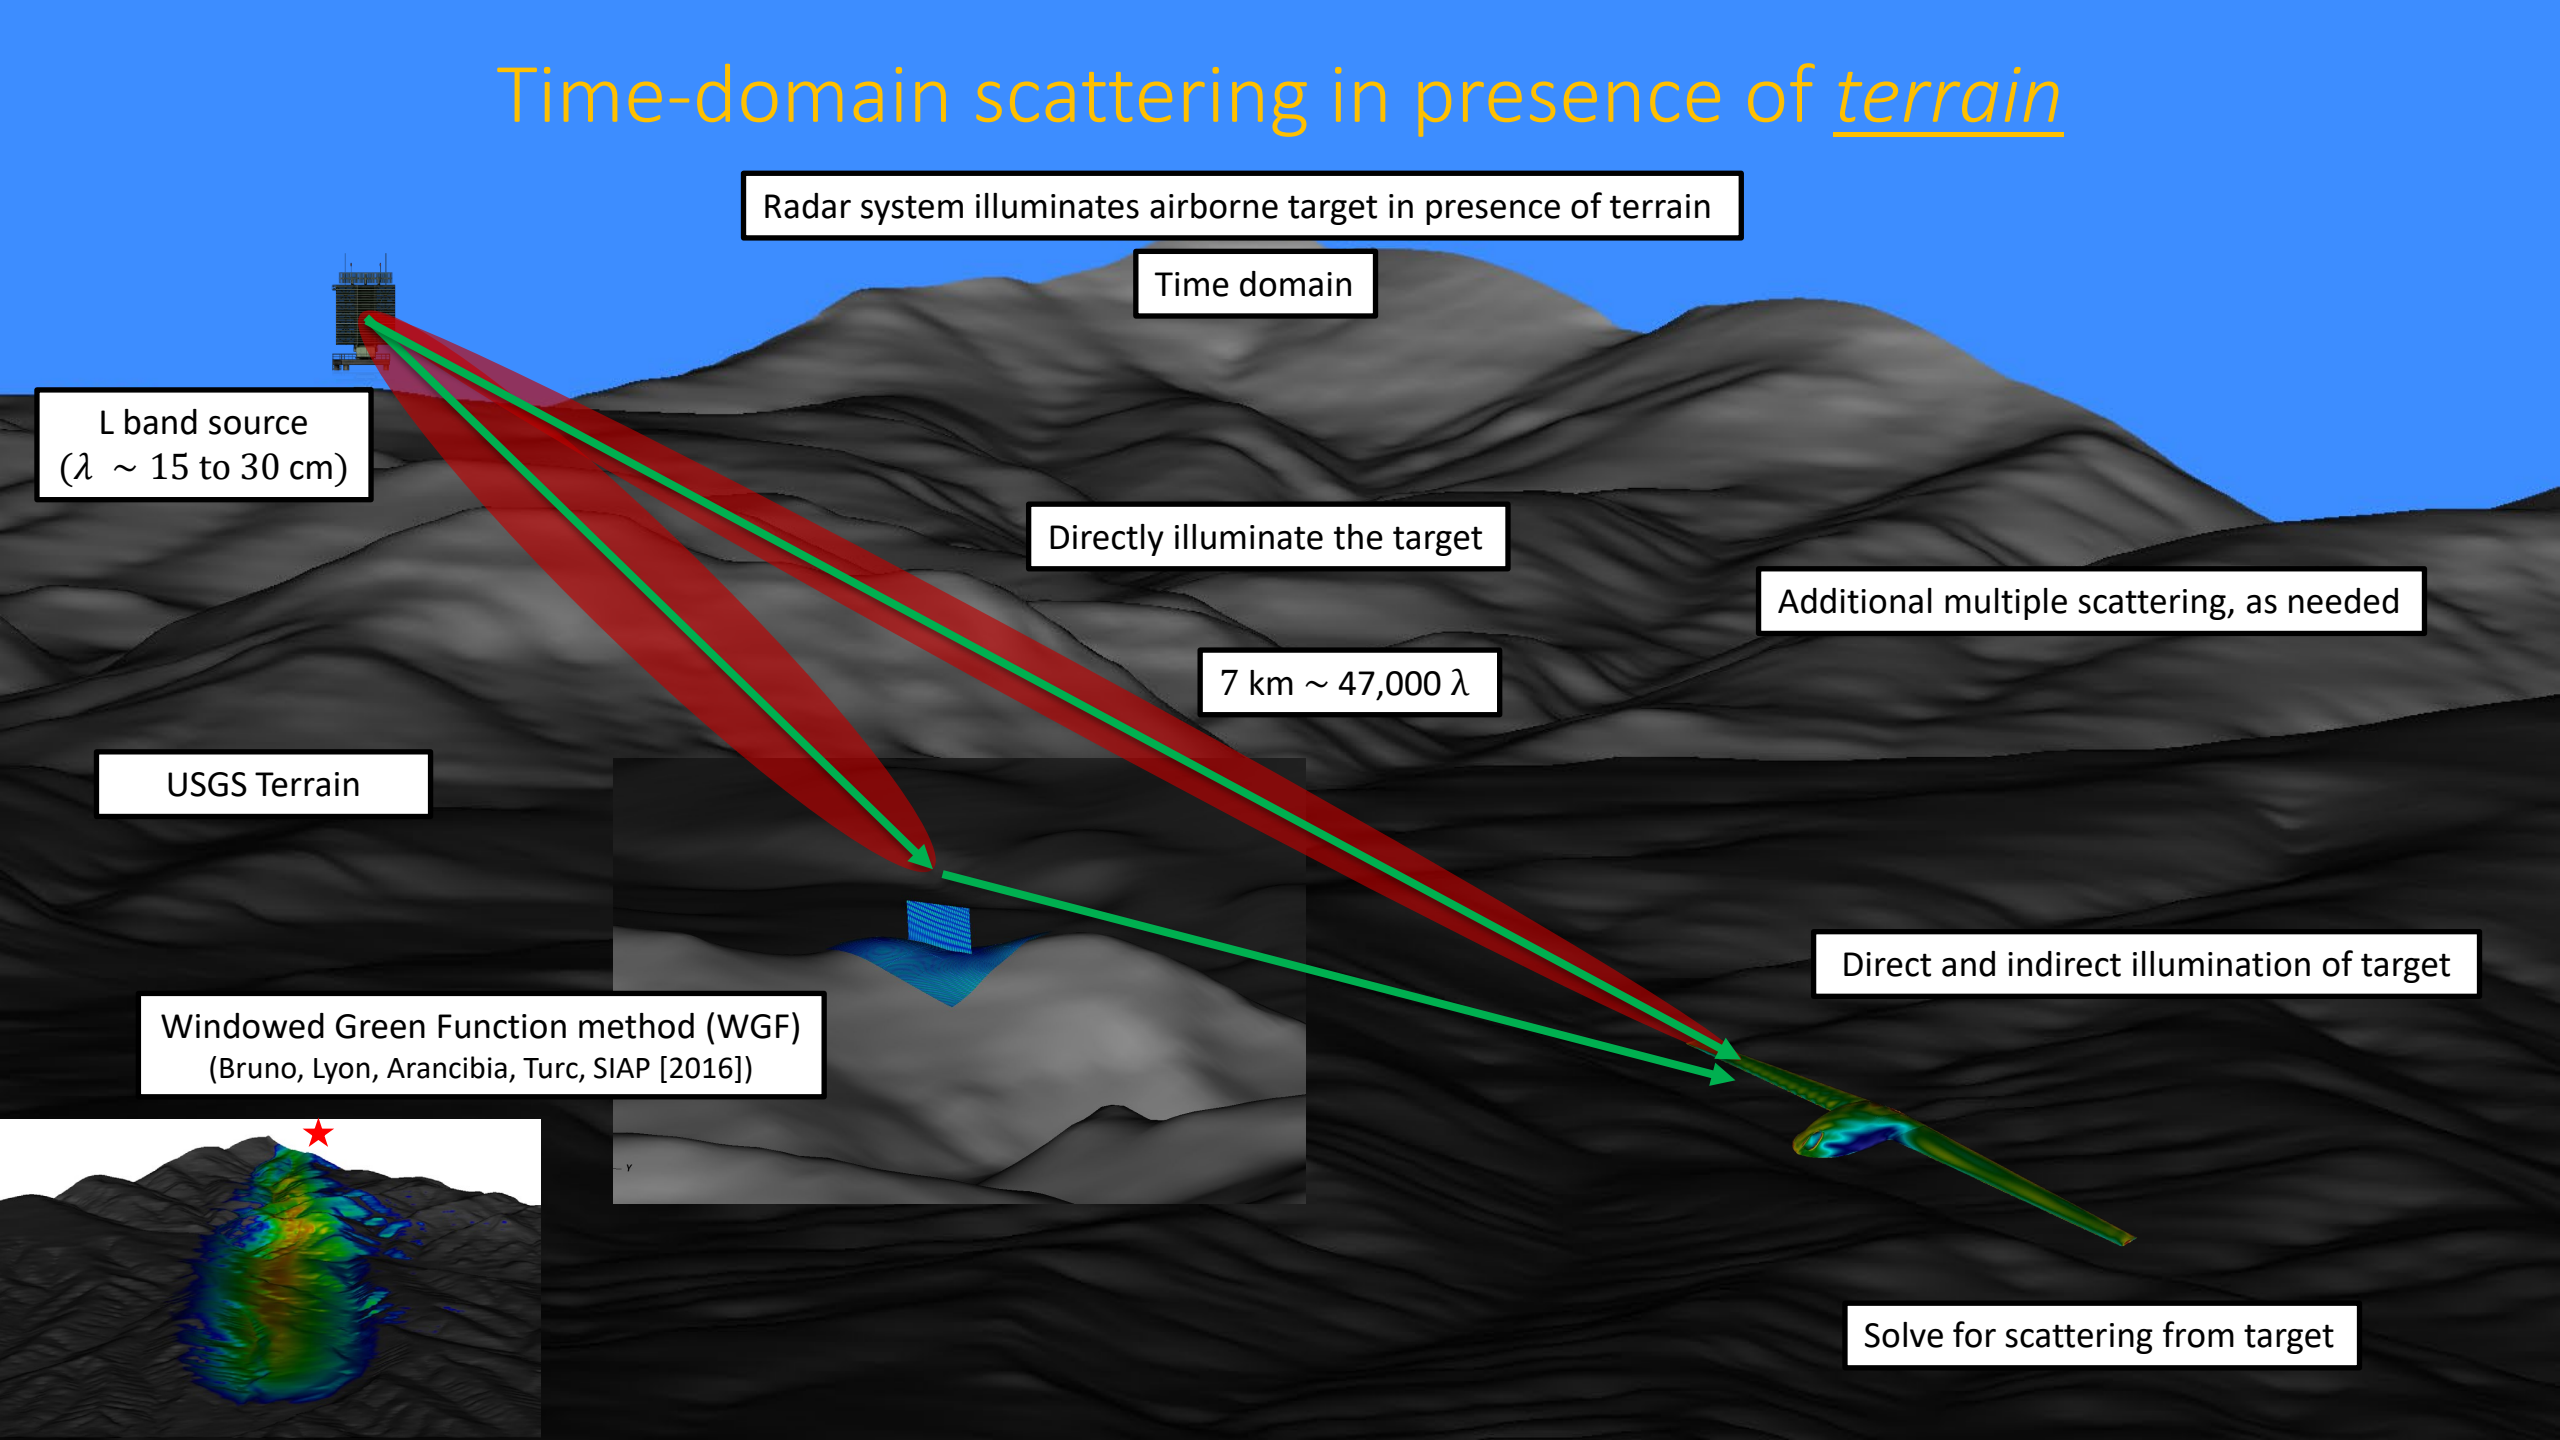 Time-domain scattering in presence of terrain
Radar system illuminates airborne target in presence of terrain
Time domain
L band source
(λ ~ 15 to 30 cm)
Directly illuminate the target
Additional multiple scattering, as needed
7 km ~ 47,000 λ
USGS Terrain
Direct and indirect illumination of target
Windowed Green Function method (WGF)
(Bruno, Lyon, Arancibia, Turc, SIAP [2016])
Y
Solve for scattering from target